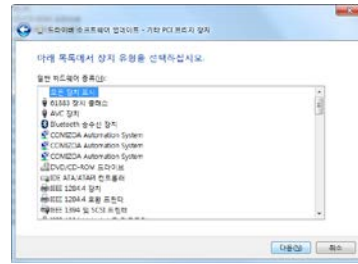 드라이버 소프트웨어 업데이트 - 기타 PCI 브리지 장치
아래 목록에서 장치 유형을 선택하십시오.
일반 하드웨어 종류(H):
모든 장치 표시
61883 장치 클래스
AVC 장치
Bluetooth 송수신 장치
COMIZOA Automation System
COMIZOA Automation System
COMIZOA Automation System
DVD/CD-ROM 드라이브
IDE ATA/ATAPI 컨트롤러
IEEE 1284.4 장치
IEEE 1284.4 호환 프린터
IEEE 1394 및 SCSI 프린터
다음(N)
취소